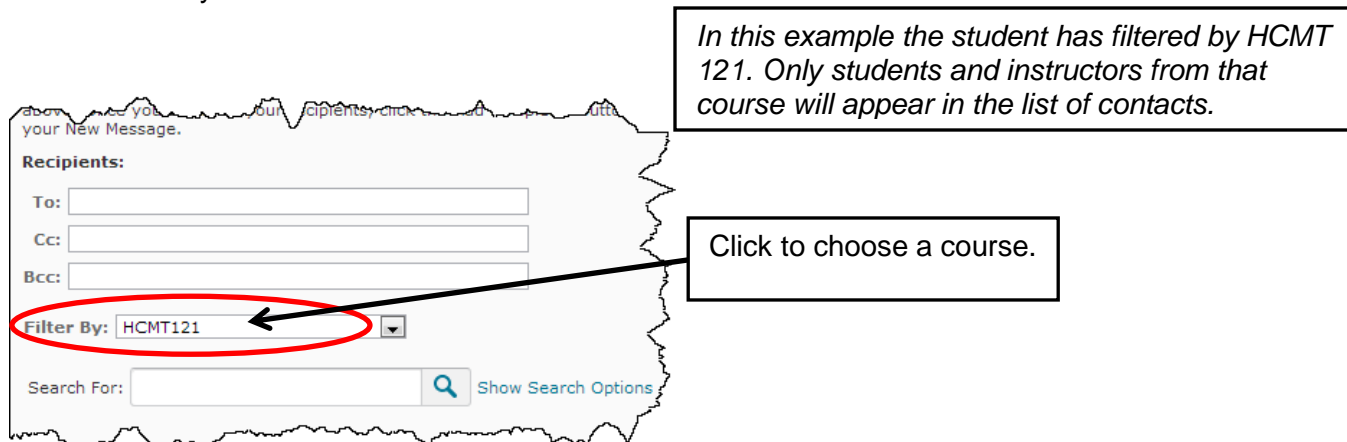 In this example the student has filtered by HCMT
121. Only students and instructors from that
course will appear in the list of contacts.
your New Message.
Recipients:
To:
Cc:
Bcc:
Click to choose a course.
Filter By: HCMT121
Search For: Show Search Options